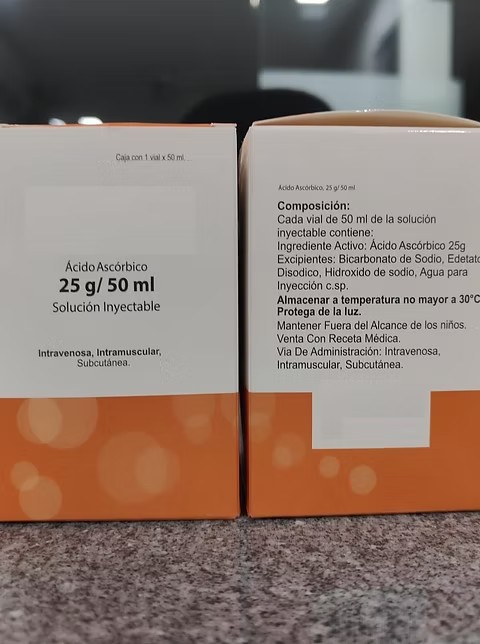 Caja con 1 vial x 50 ml.
Ácido Ascórbico
25 g/ 50 ml
Solución Inyectable
Intravenosa, Intramuscular,
Subcutánea.
Ácido Ascórbico, 25 g/ 50 ml
Composición:
Cada vial de 50 ml de la solución
inyectable contiene:
Ingrediente Activo: Ácido Ascórbico 25g
Excipientes: Bicarbonato de Sodio, Edetato
Disodico, Hidroxido de sodio, Agua para
Inyección c.sp.
Almacenar a temperatura no mayor a 30°C
Protega de la luz.
Mantener Fuera del Alcance de los niños.
Venta Con Receta Médica.
Via De Administración: Intravenosa,
Intramuscular, Subcutánea.